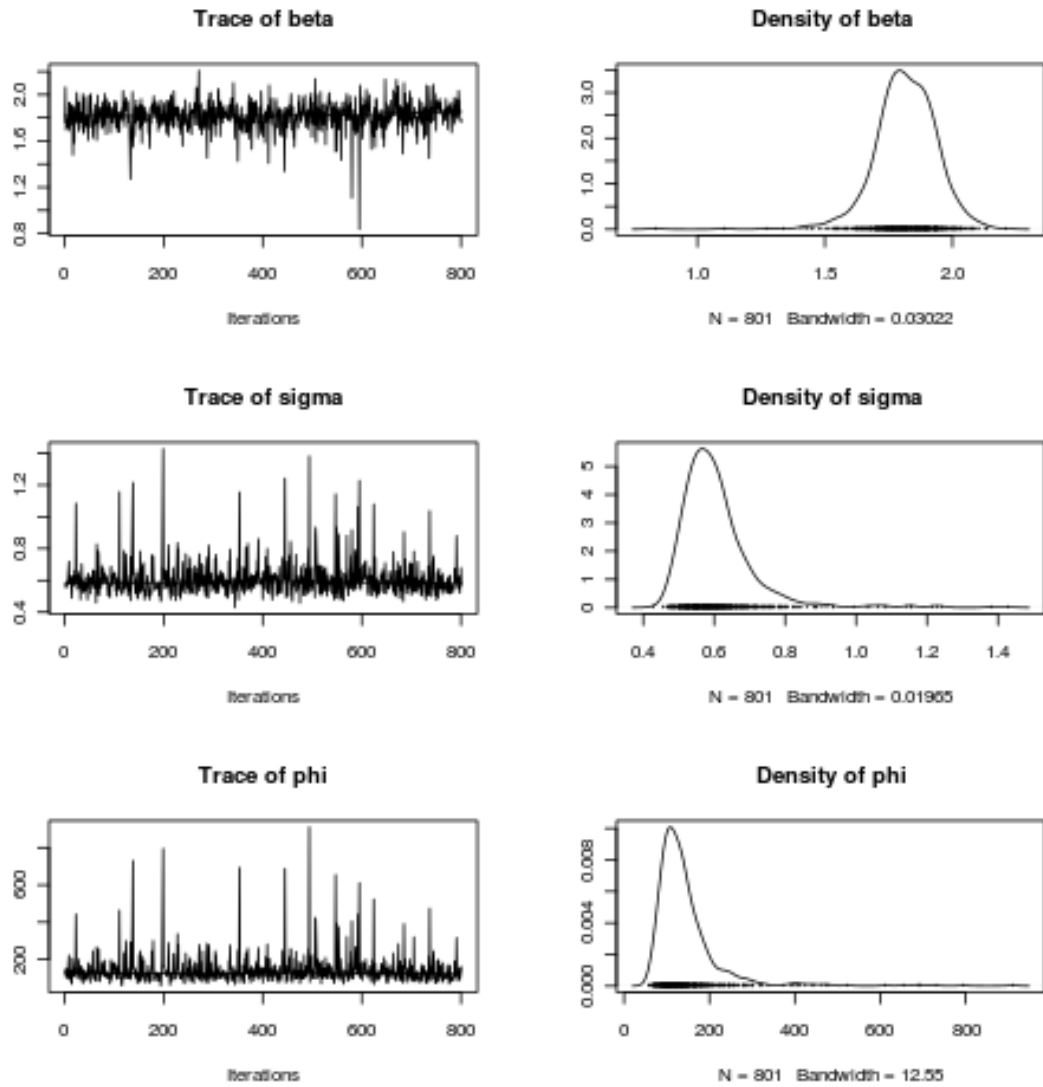 Trace of beta
Density of beta
0.8 1.2 1.6 2.0
0 200 400 600 800
Iterations
0.0 1.0 2.0 3.0
1.0 1.5 2.0
N = 801 Bandwidth = 0.03022
Trace of sigma
Density of sigma
0.4 0.8 1.2
0 200 400 600 800
Iterations
0 1 2 3 4 5
0.4 0.6 0.8 1.0 1.2 1.4
N = 801 Bandwidth = 0.01965
Trace of phi
Density of phi
200 600
0 200 400 600 800
Iterations
0.000 0.004 0.008
0 200 400 600 800
N = 801 Bandwidth = 12.55